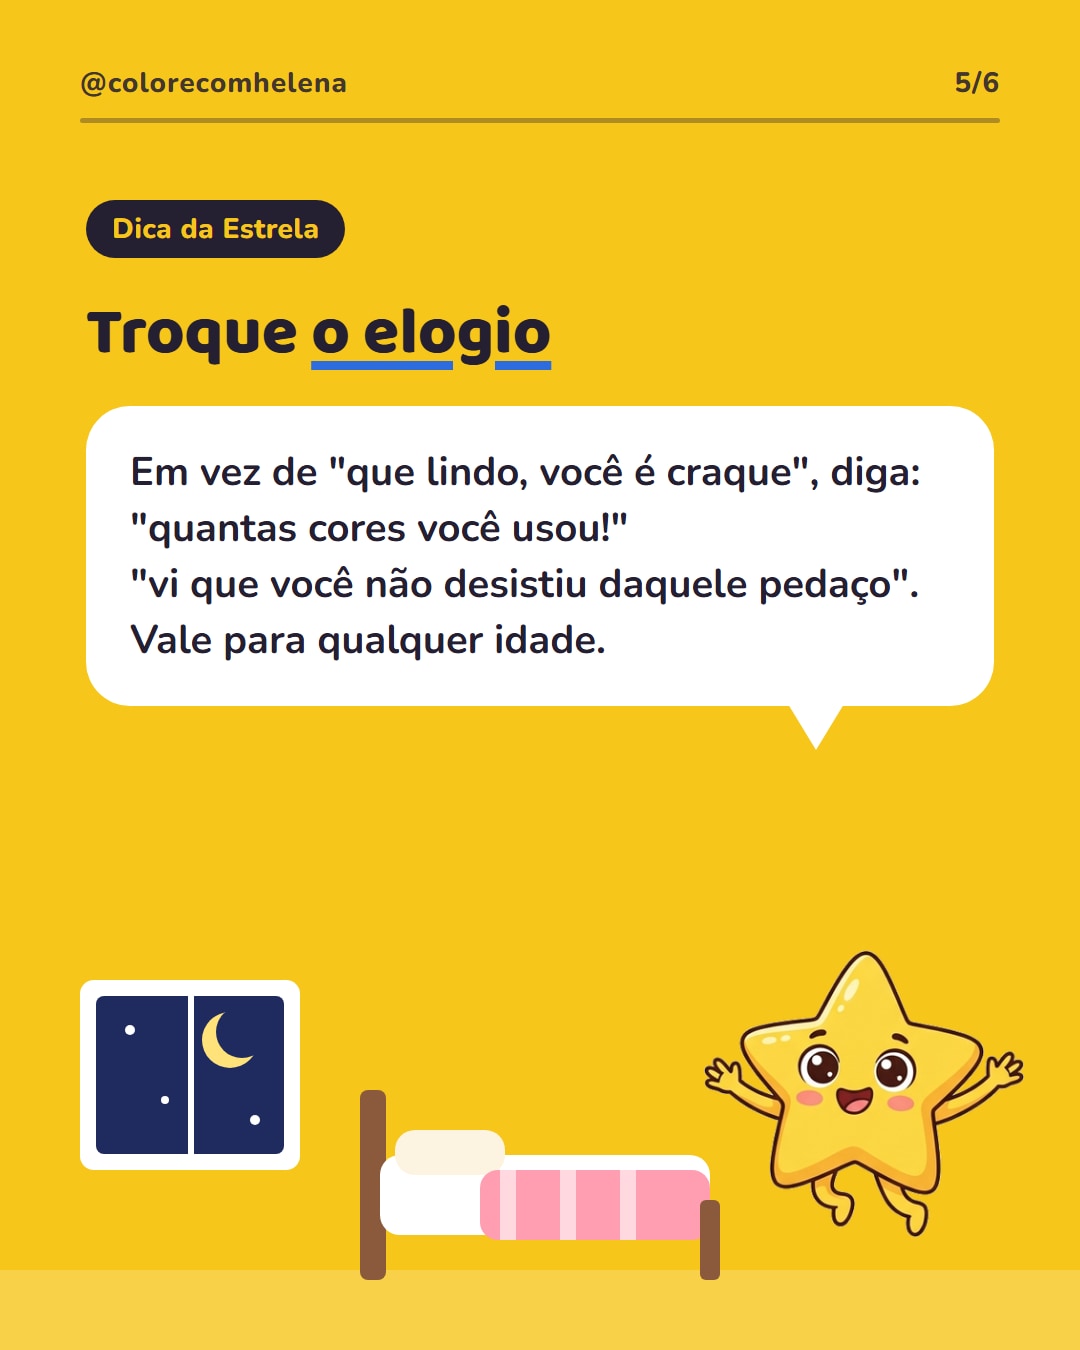 @colorecomhelena
5/6
Dica da Estrela
Troque o elogio
Em vez de "que lindo, você é craque", diga:
"quantas cores você usou!"
"vi que você não desistiu daquele pedaço".
Vale para qualquer idade.